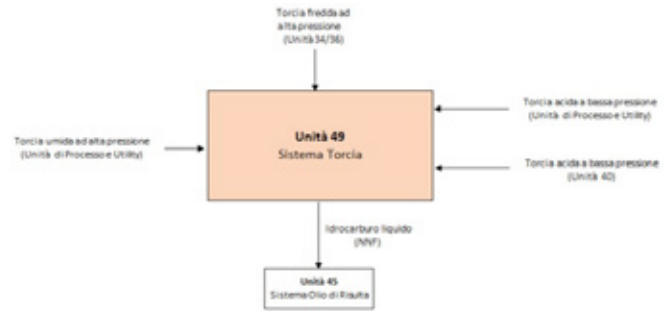 Torcia fredda ad
alta pressione
(Unità 34/36)
Torcia acida a bassa pressione
(Unità di Processo e Utility)
Unità 49
Sistema Torcia
Torcia umida ad alta pressione
(Unità di Processo e Utility)
Torcia acida a bassa pressione
(Unità 40)
Idrocarburo liquido
(NNF)
Unità 45
Sistema Olio di Risulta